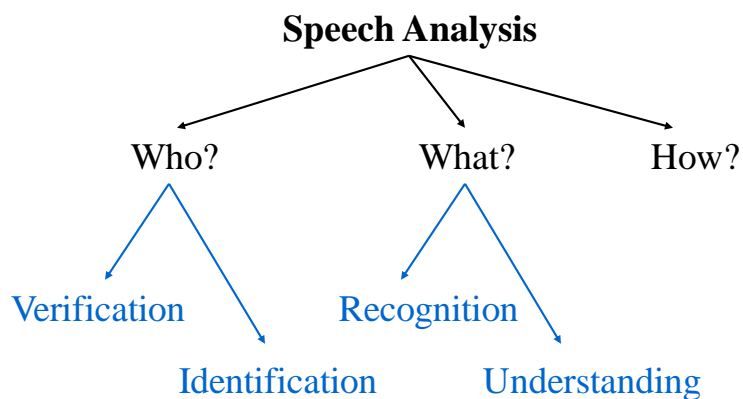 Speech Analysis
Who?
What?
How?
Verification
Recognition
Identification
Understanding